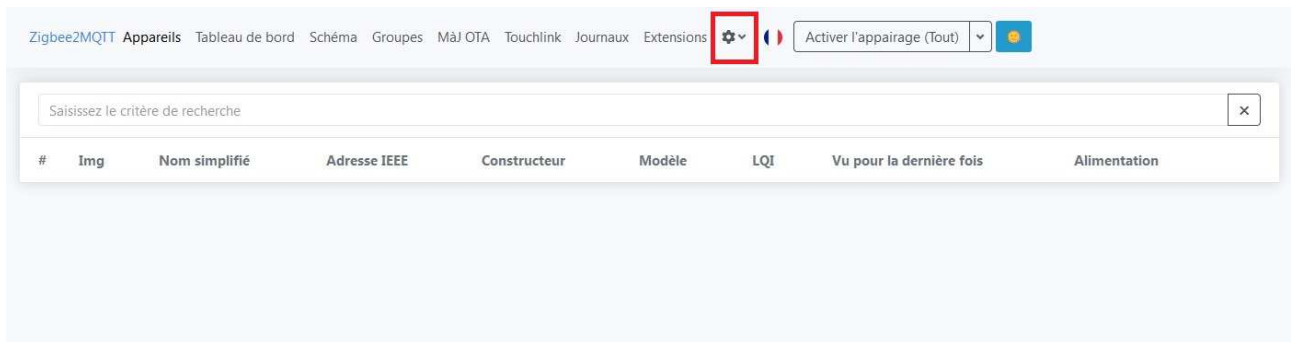 Zigbee2MQTT Appareils Tableau de bord Schéma Groupes MàJ OTA Touchlink Journaux Extensions Activer l'appairage (Tout)
Saisissez le critère de recherche
# Img Nom simplifié Adresse IEEE Constructeur Modèle LQI Vu pour la dernière fois Alimentation